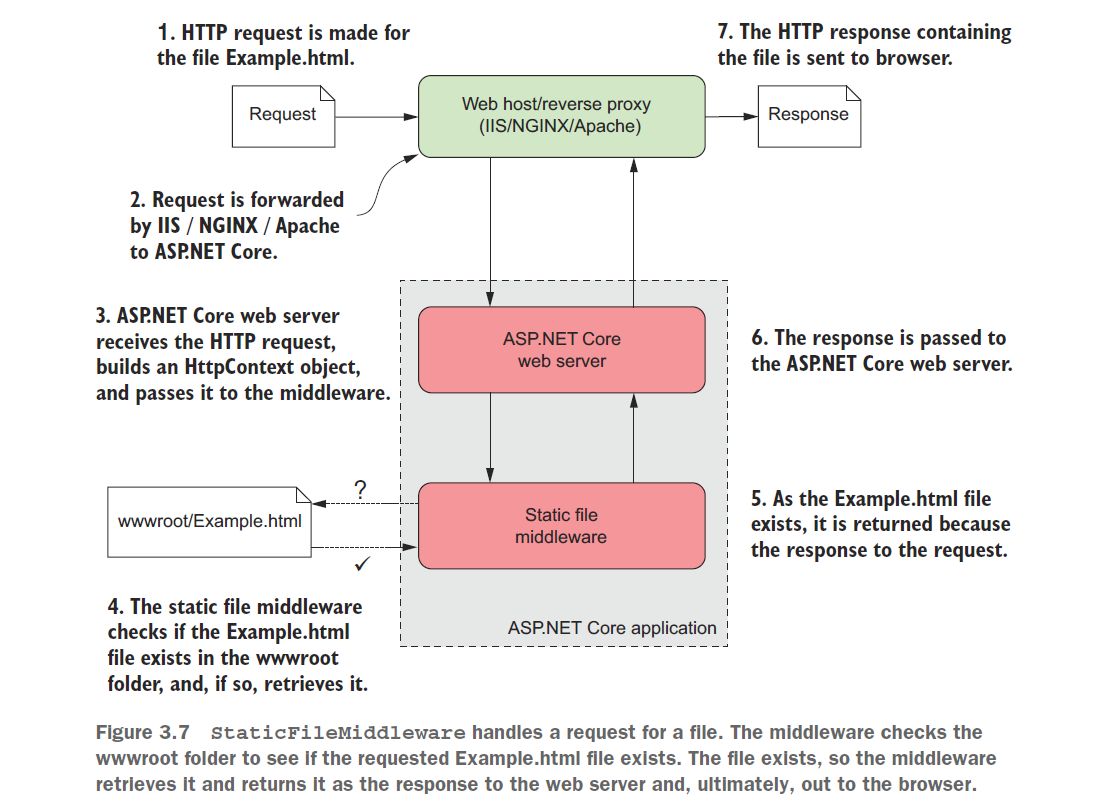 1. HTTP request is made for
the file Example.html.
7. The HTTP response containing
the file is sent to browser.
Request
Web host/reverse proxy
(IIS/NGINX/Apache)
Response
2. Request is forwarded
by IIS / NGINX / Apache
to ASP.NET Core.
3. ASP.NET Core web server
receives the HTTP request,
builds an HttpContext object,
and passes it to the middleware.
ASP.NET Core
web server
6. The response is passed to
the ASP.NET Core web server.
?
wwwroot/Example.html
✓
Static file
middleware
5. As the Example.html file
exists, it is returned because
the response to the request.
4. The static file middleware
checks if the Example.html
file exists in the wwwroot
folder, and, if so, retrieves it.
ASP.NET Core application
Figure 3.7 StaticFileMiddleware handles a request for a file. The middleware checks the
wwwroot folder to see if the requested Example.html file exists. The file exists, so the middleware
retrieves it and returns it as the response to the web server and, ultimately, out to the browser.